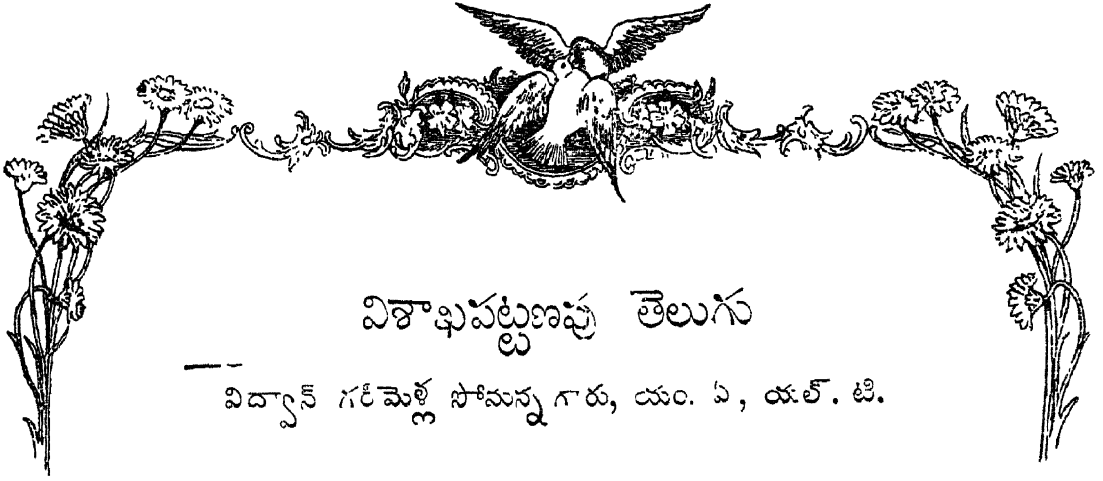 విశాఖపట్టణపు తెలుగు
విద్వాన్ గరిమెళ్ల సోమన్న గారు, యం. ఏ, యల్. టి.